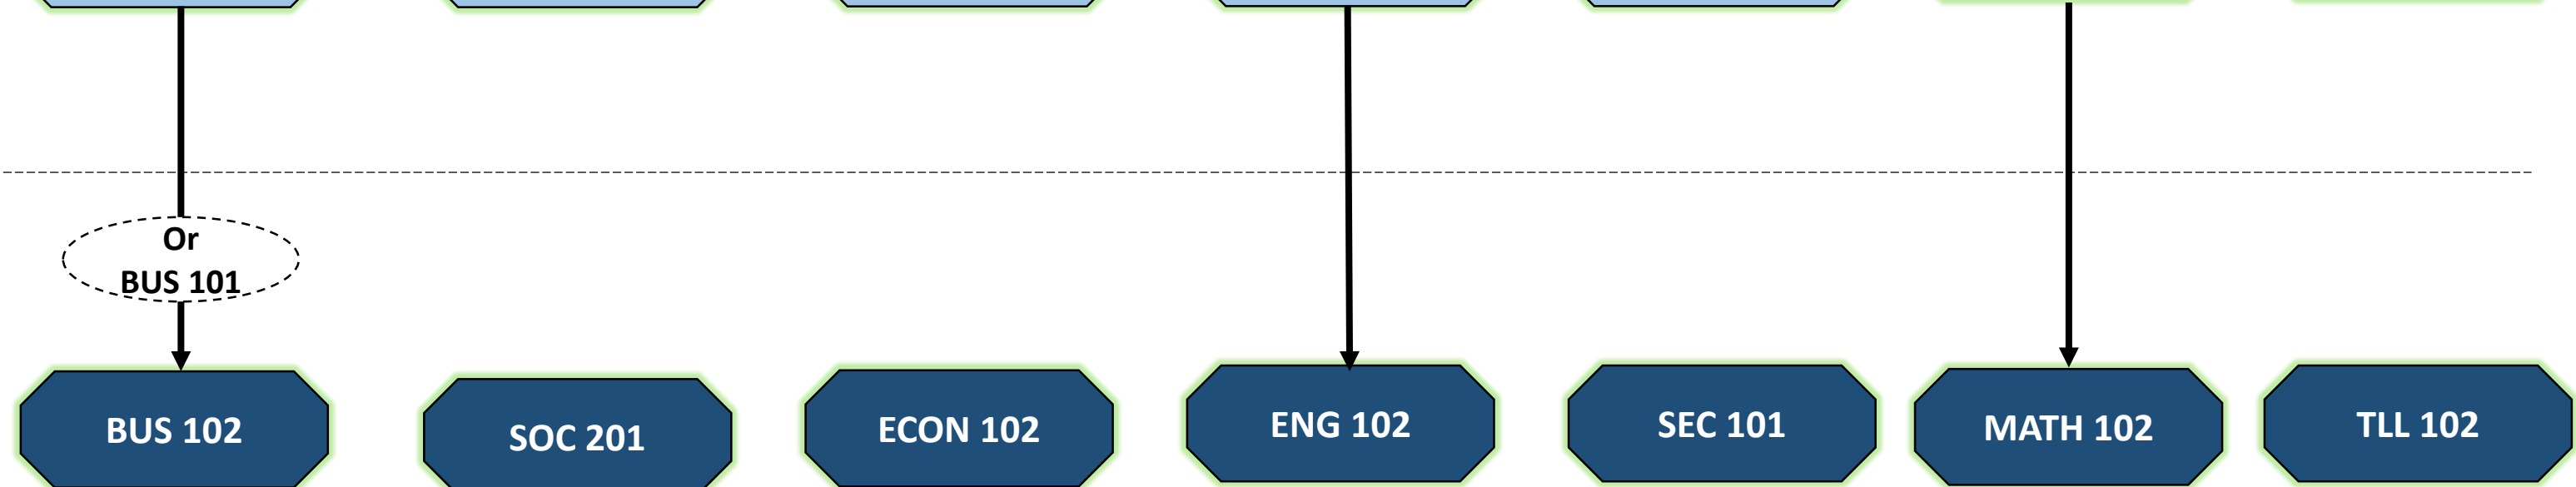 Or
BUS 101
BUS 102
SOC 201
ECON 102
ENG 102
SEC 101
MATH 102
TLL 102